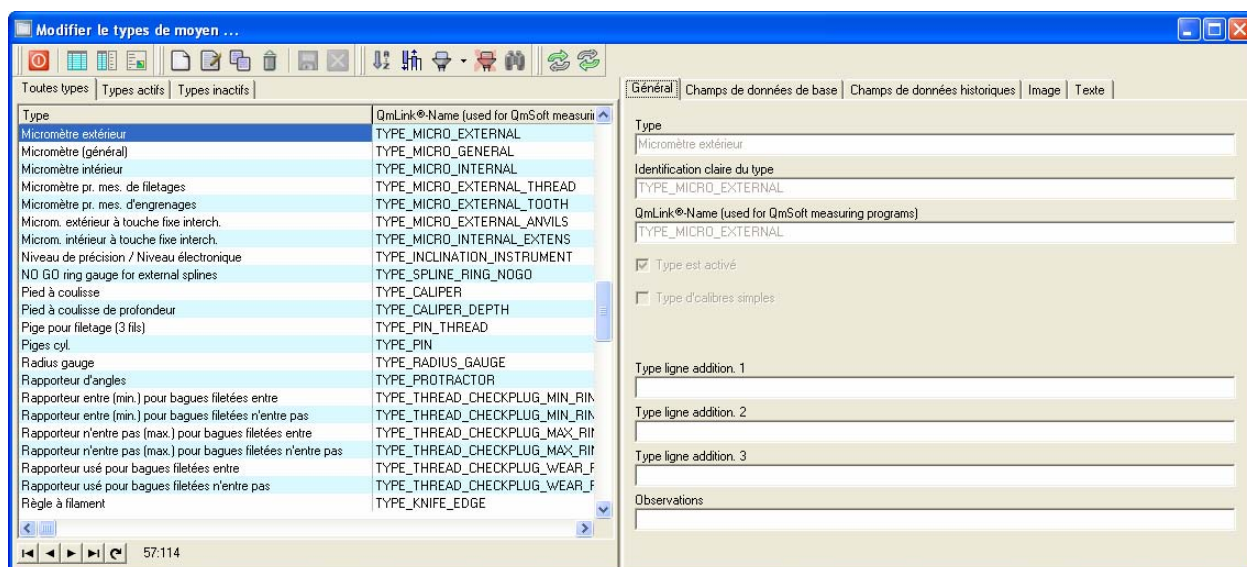 Modifier le types de moyen ...
Toutes types Types actifs Types inactifs
Type QmLink®-Name (used for QmSoft measuri
Micromètre extérieur TYPE_MICRO_EXTERNAL
Micromètre (général) TYPE_MICRO_GENERAL
Micromètre intérieur TYPE_MICRO_INTERNAL
Micromètre pr. mes. de filetages TYPE_MICRO_EXTERNAL_THREAD
Micromètre pr. mes. d'engrenages TYPE_MICRO_EXTERNAL_TOOTH
Microm. extérieur à touche fixe interch. TYPE_MICRO_EXTERNAL_ANVILS
Microm. intérieur à touche fixe interch. TYPE_MICRO_INTERNAL_EXTENS
Niveau de précision / Niveau électronique TYPE_INCLINATION_INSTRUMENT
NO GO ring gauge for external splines TYPE_SPLINE_RING_NOGO
Pied à coulisse TYPE_CALIPER
Pied à coulisse de profondeur TYPE_CALIPER_DEPTH
Pige pour filetage (3 fils) TYPE_PIN_THREAD
Piges cyl. TYPE_PIN
Radius gauge TYPE_RADIUS_GAUGE
Rapporteur d'angles TYPE_PROTRACTOR
Rapporteur entre (min.) pour bagues filetées entre TYPE_THREAD_CHECKPLUG_MIN_RIN
Rapporteur entre (min.) pour bagues filetées n'entre pas TYPE_THREAD_CHECKPLUG_MIN_RIN
Rapporteur n'entre pas (max.) pour bagues filetées entre TYPE_THREAD_CHECKPLUG_MAX_RIN
Rapporteur n'entre pas (max.) pour bagues filetées n'entre pas TYPE_THREAD_CHECKPLUG_MAX_RIN
Rapporteur usé pour bagues filetées entre TYPE_THREAD_CHECKPLUG_WEAR_F
Rapporteur usé pour bagues filetées n'entre pas TYPE_THREAD_CHECKPLUG_WEAR_F
Règle à filament TYPE_KNIFE_EDGE
57:114
Général Champs de données de base Champs de données historiques Image Texte
Type
Micromètre extérieur
Identification claire du type
TYPE_MICRO_EXTERNAL
QmLink®-Name (used for QmSoft measuring programs)
TYPE_MICRO_EXTERNAL
Type est activé
Type d'calibres simples
Type ligne addition. 1
Type ligne addition. 2
Type ligne addition. 3
Observations